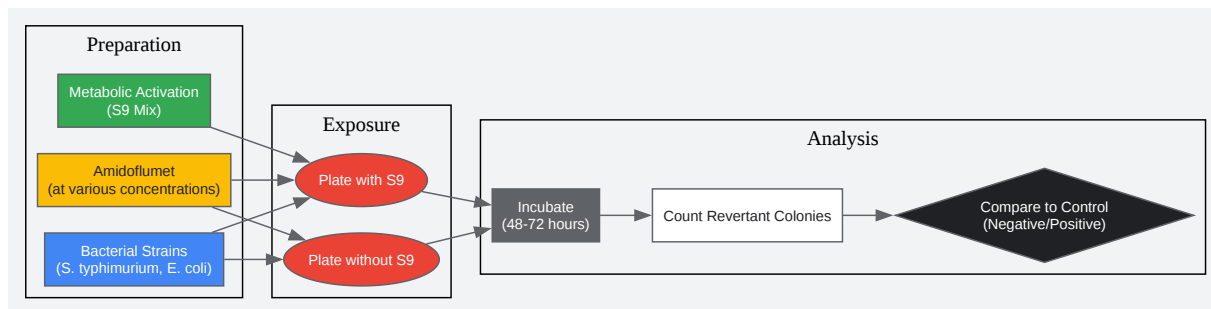 Preparation
Metabolic Activation
(S9 Mix)
Amidoflumet
(at various concentrations)
Bacterial Strains
(S. typhimurium, E. coli)
Exposure
Plate with S9
Plate without S9
Analysis
Incubate
(48-72 hours)
Count Revertant Colonies
Compare to Control
(Negative/Positive)